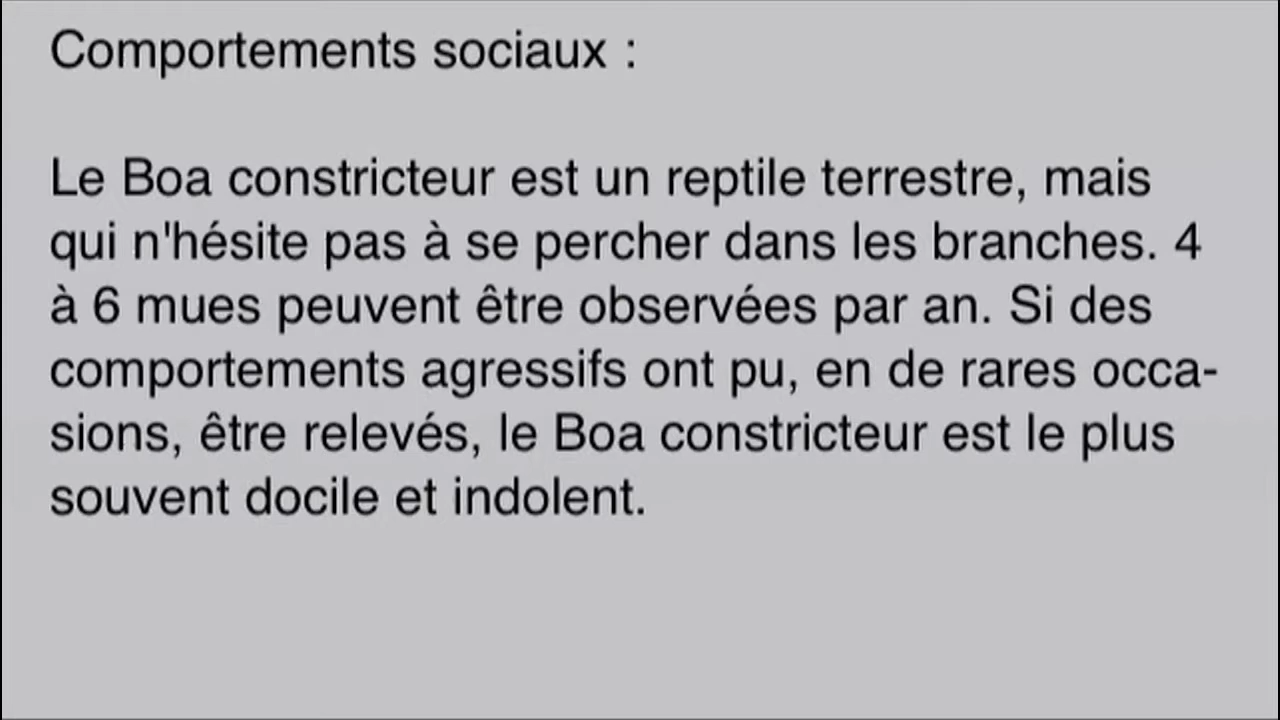 Comportements sociaux :
Le Boa constricteur est un reptile terrestre, mais
qui n'hésite pas à se percher dans les branches. 4
à 6 mues peuvent être observées par an. Si des
comportements agressifs ont pu, en de rares occa-
sions, être relevés, le Boa constricteur est le plus
souvent docile et indolent.